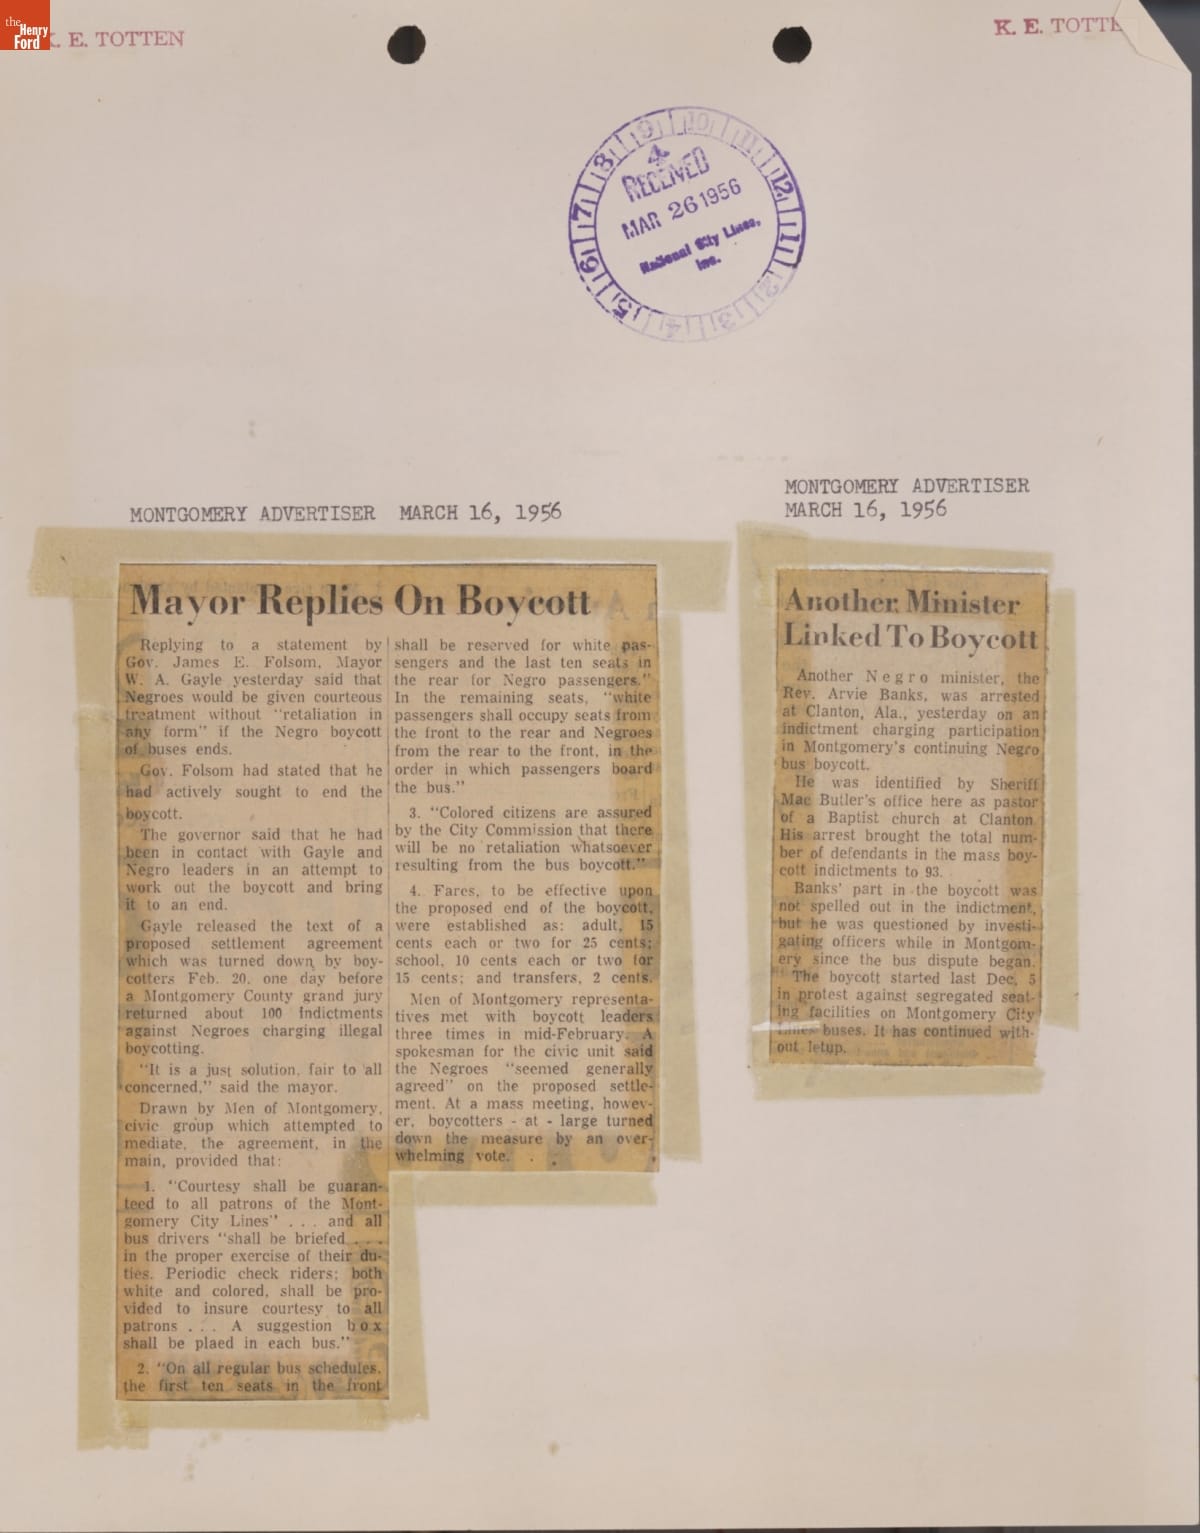 the
Henry
Ford
K. E. TOTTEN
K. E. TOTTE
9 10 11 12 1 2 3 4 5 6 7 8
4
RECEIVED
MAR 26 1956
National City Lines,
Inc.
MONTGOMERY ADVERTISER MARCH 16, 1956
Mayor Replies On Boycott
Replying to a statement by
Gov. James E. Folsom, Mayor
W. A. Gayle yesterday said that
Negroes would be given courteous
treatment without "retaliation in
any form" if the Negro boycott
of buses ends.
Gov. Folsom had stated that he
had actively sought to end the
boycott.
The governor said that he had
been in contact with Gayle and
Negro leaders in an attempt to
work out the boycott and bring
it to an end.
Gayle released the text of a
proposed settlement agreement
which was turned down by boy-
cotters Feb. 20, one day before
a Montgomery County grand jury
returned about 100 indictments
against Negroes charging illegal
boycotting.
"It is a just solution, fair to all
concerned," said the mayor.
Drawn by Men of Montgomery,
civic group which attempted to
mediate, the agreement, in the
main, provided that:
1. "Courtesy shall be guaran-
teed to all patrons of the Mont-
gomery City Lines" . . . and all
bus drivers "shall be briefed . . .
in the proper exercise of their du-
ties. Periodic check riders; both
white and colored, shall be pro-
vided to insure courtesy to all
patrons . . . A suggestion box
shall be plaed in each bus."
2. "On all regular bus schedules,
the first ten seats in the front
shall be reserved for white pas-
sengers and the last ten seats in
the rear for Negro passengers."
In the remaining seats, "white
passengers shall occupy seats from
the front to the rear and Negroes
from the rear to the front, in the
order in which passengers board
the bus."
3. "Colored citizens are assured
by the City Commission that there
will be no retaliation whatsoever
resulting from the bus boycott."
4. Fares, to be effective upon
the proposed end of the boycott,
were established as: adult, 15
cents each or two for 25 cents;
school, 10 cents each or two for
15 cents; and transfers, 2 cents.
Men of Montgomery representa-
tives met with boycott leaders
three times in mid-February. A
spokesman for the civic unit said
the Negroes "seemed generally
agreed" on the proposed settle-
ment. At a mass meeting, howev-
er, boycotters - at - large turned
down the measure by an over-
whelming vote.
MONTGOMERY ADVERTISER
MARCH 16, 1956
Another Minister
Linked To Boycott
Another Negro minister, the
Rev. Arvie Banks, was arrested
at Clanton, Ala., yesterday on an
indictment charging participation
in Montgomery's continuing Negro
bus boycott.
He was identified by Sheriff
Mac Butler's office here as pastor
of a Baptist church at Clanton.
His arrest brought the total num-
ber of defendants in the mass boy-
cott indictments to 93.
Banks' part in the boycott was
not spelled out in the indictment,
but he was questioned by investi-
gating officers while in Montgom-
ery since the bus dispute began.
The boycott started last Dec. 5
in protest against segregated seat-
ing facilities on Montgomery City
Lines buses. It has continued with-
out letup.